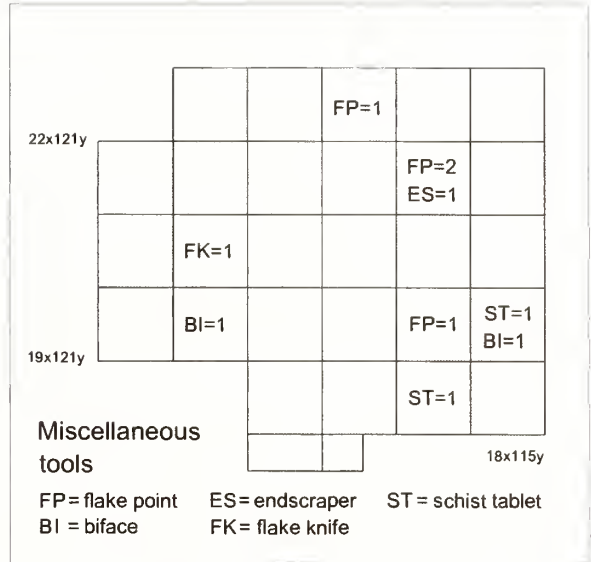 FP=1
22x121y
FP=2
ES=1
FK=1
BI=1
FP=1
ST=1
BI=1
19x121y
ST=1
Miscellaneous
tools
18x115y
FP= flake point ES= endscraper ST = schist tablet
BI = biface FK= flake knife